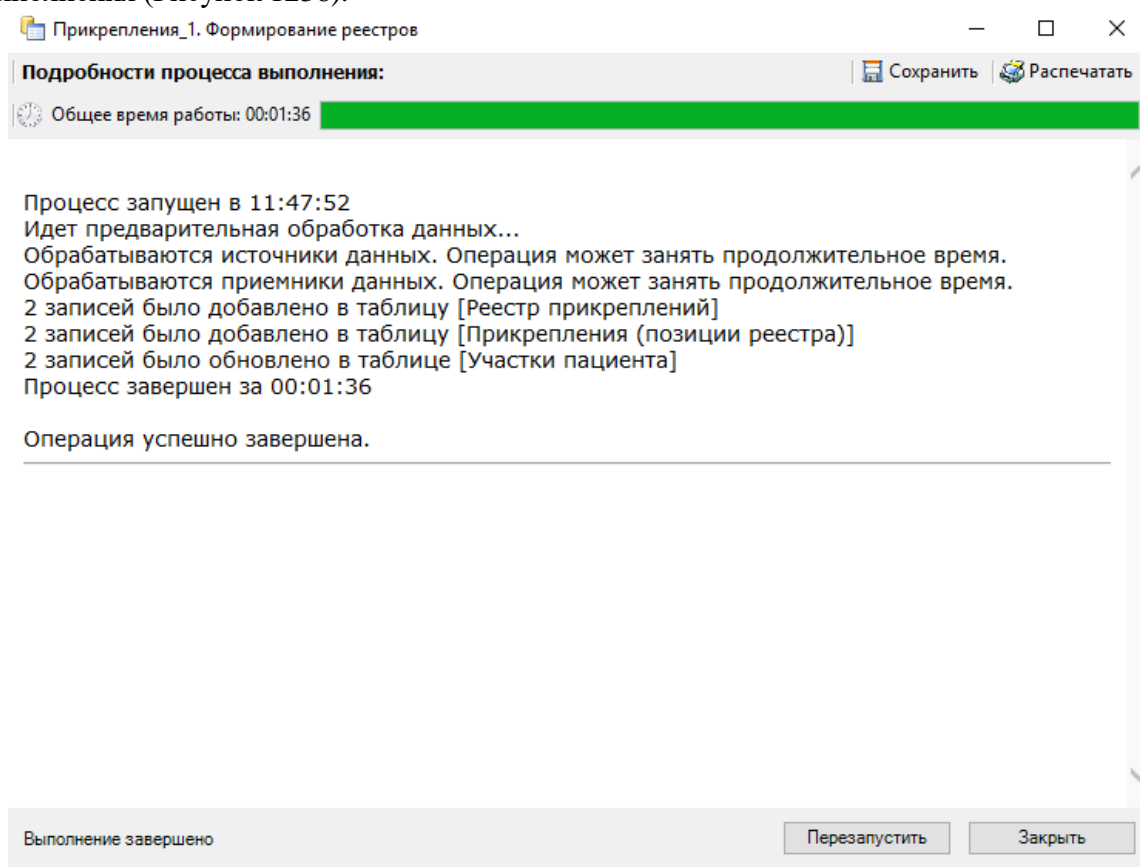 Прикрепления_1. Формирование реестров
Подробности процесса выполнения:
Сохранить
Распечатать
Общее время работы: 00:01:36
Процесс запущен в 11:47:52
Идет предварительная обработка данных...
Обрабатываются источники данных. Операция может занять продолжительное время.
Обрабатываются приемники данных. Операция может занять продолжительное время.
2 записей было добавлено в таблицу [Реестр прикреплений]
2 записей было добавлено в таблицу [Прикрепления (позиции реестра)]
2 записей было обновлено в таблице [Участки пациента]
Процесс завершен за 00:01:36
Операция успешно завершена.
Выполнение завершено
Перезапустить
Закрыть